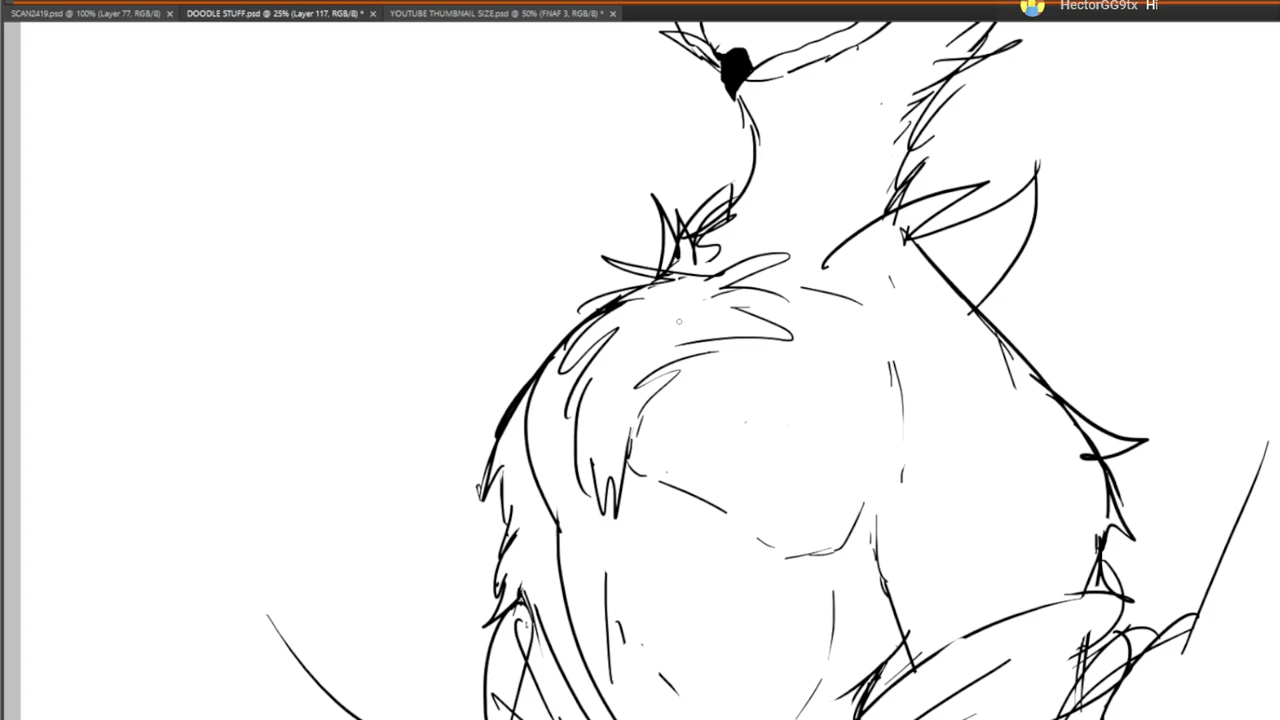 HectorGG9tx Hi
SCAN2419.psd @ 100% (Layer 77, RGB/8) × DOODLE STUFF.psd @ 25% (Layer 117, RGB/8) * × YOUTUBE THUMBNAIL SIZE.psd @ 50% (FNAF 3, RGB/8) * ×